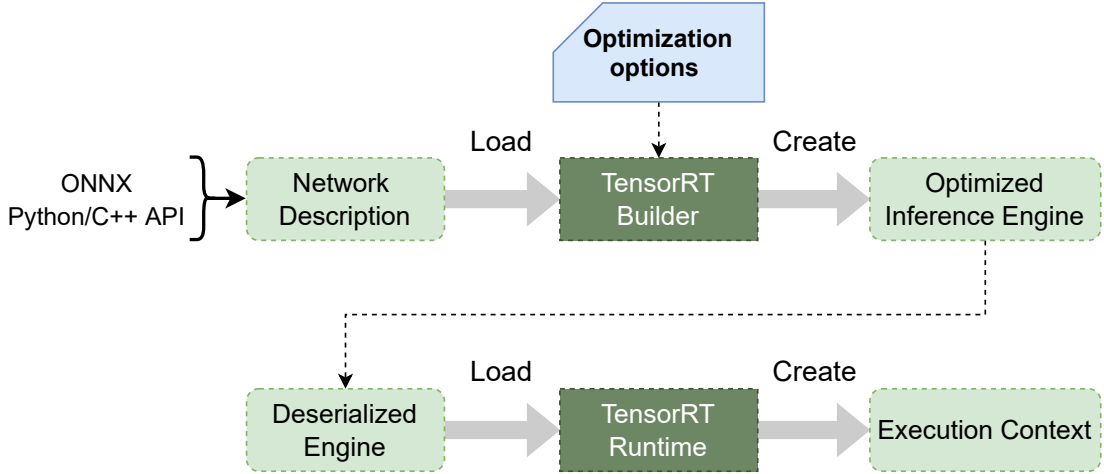 Optimization
options
Load
Create
ONNX
Python/C++ API
Network
Description
TensorRT
Builder
Optimized
Inference Engine
Load
Create
Deserialized
Engine
TensorRT
Runtime
Execution Context